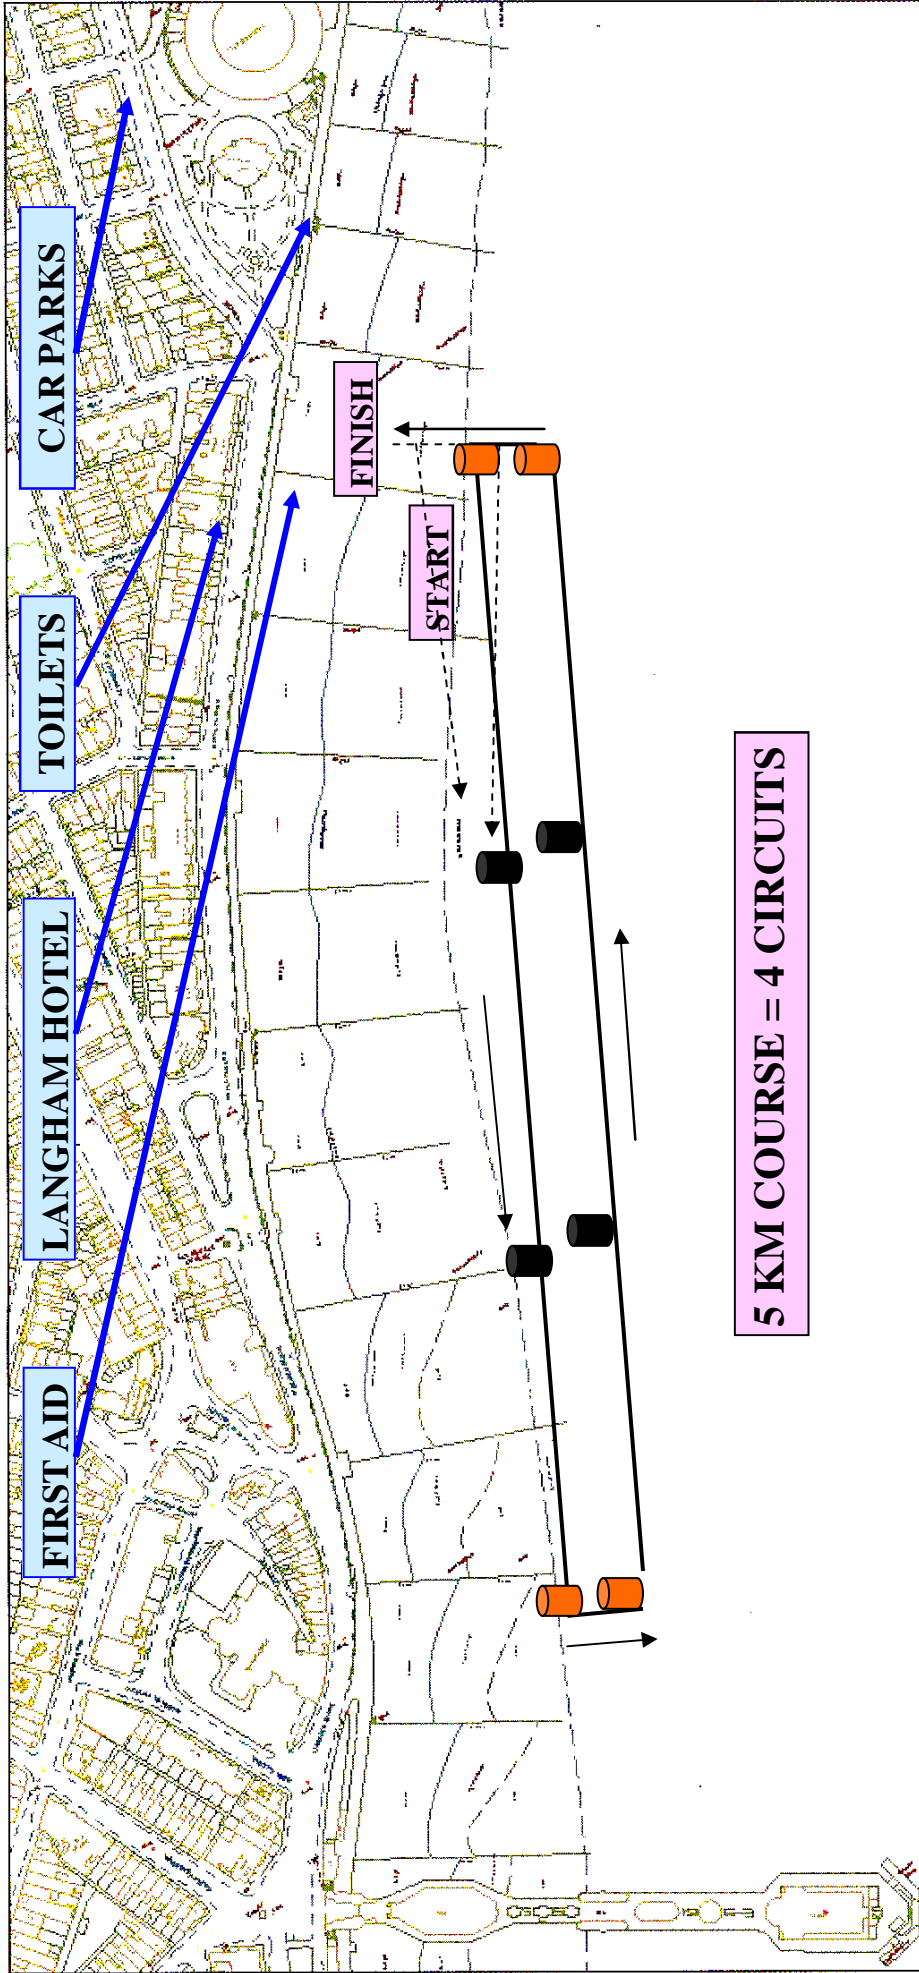 FIRST AID
LANGHAM HOTEL
TOILETS
CAR PARKS
FINISH
START
5 KM COURSE = 4 CIRCUITS